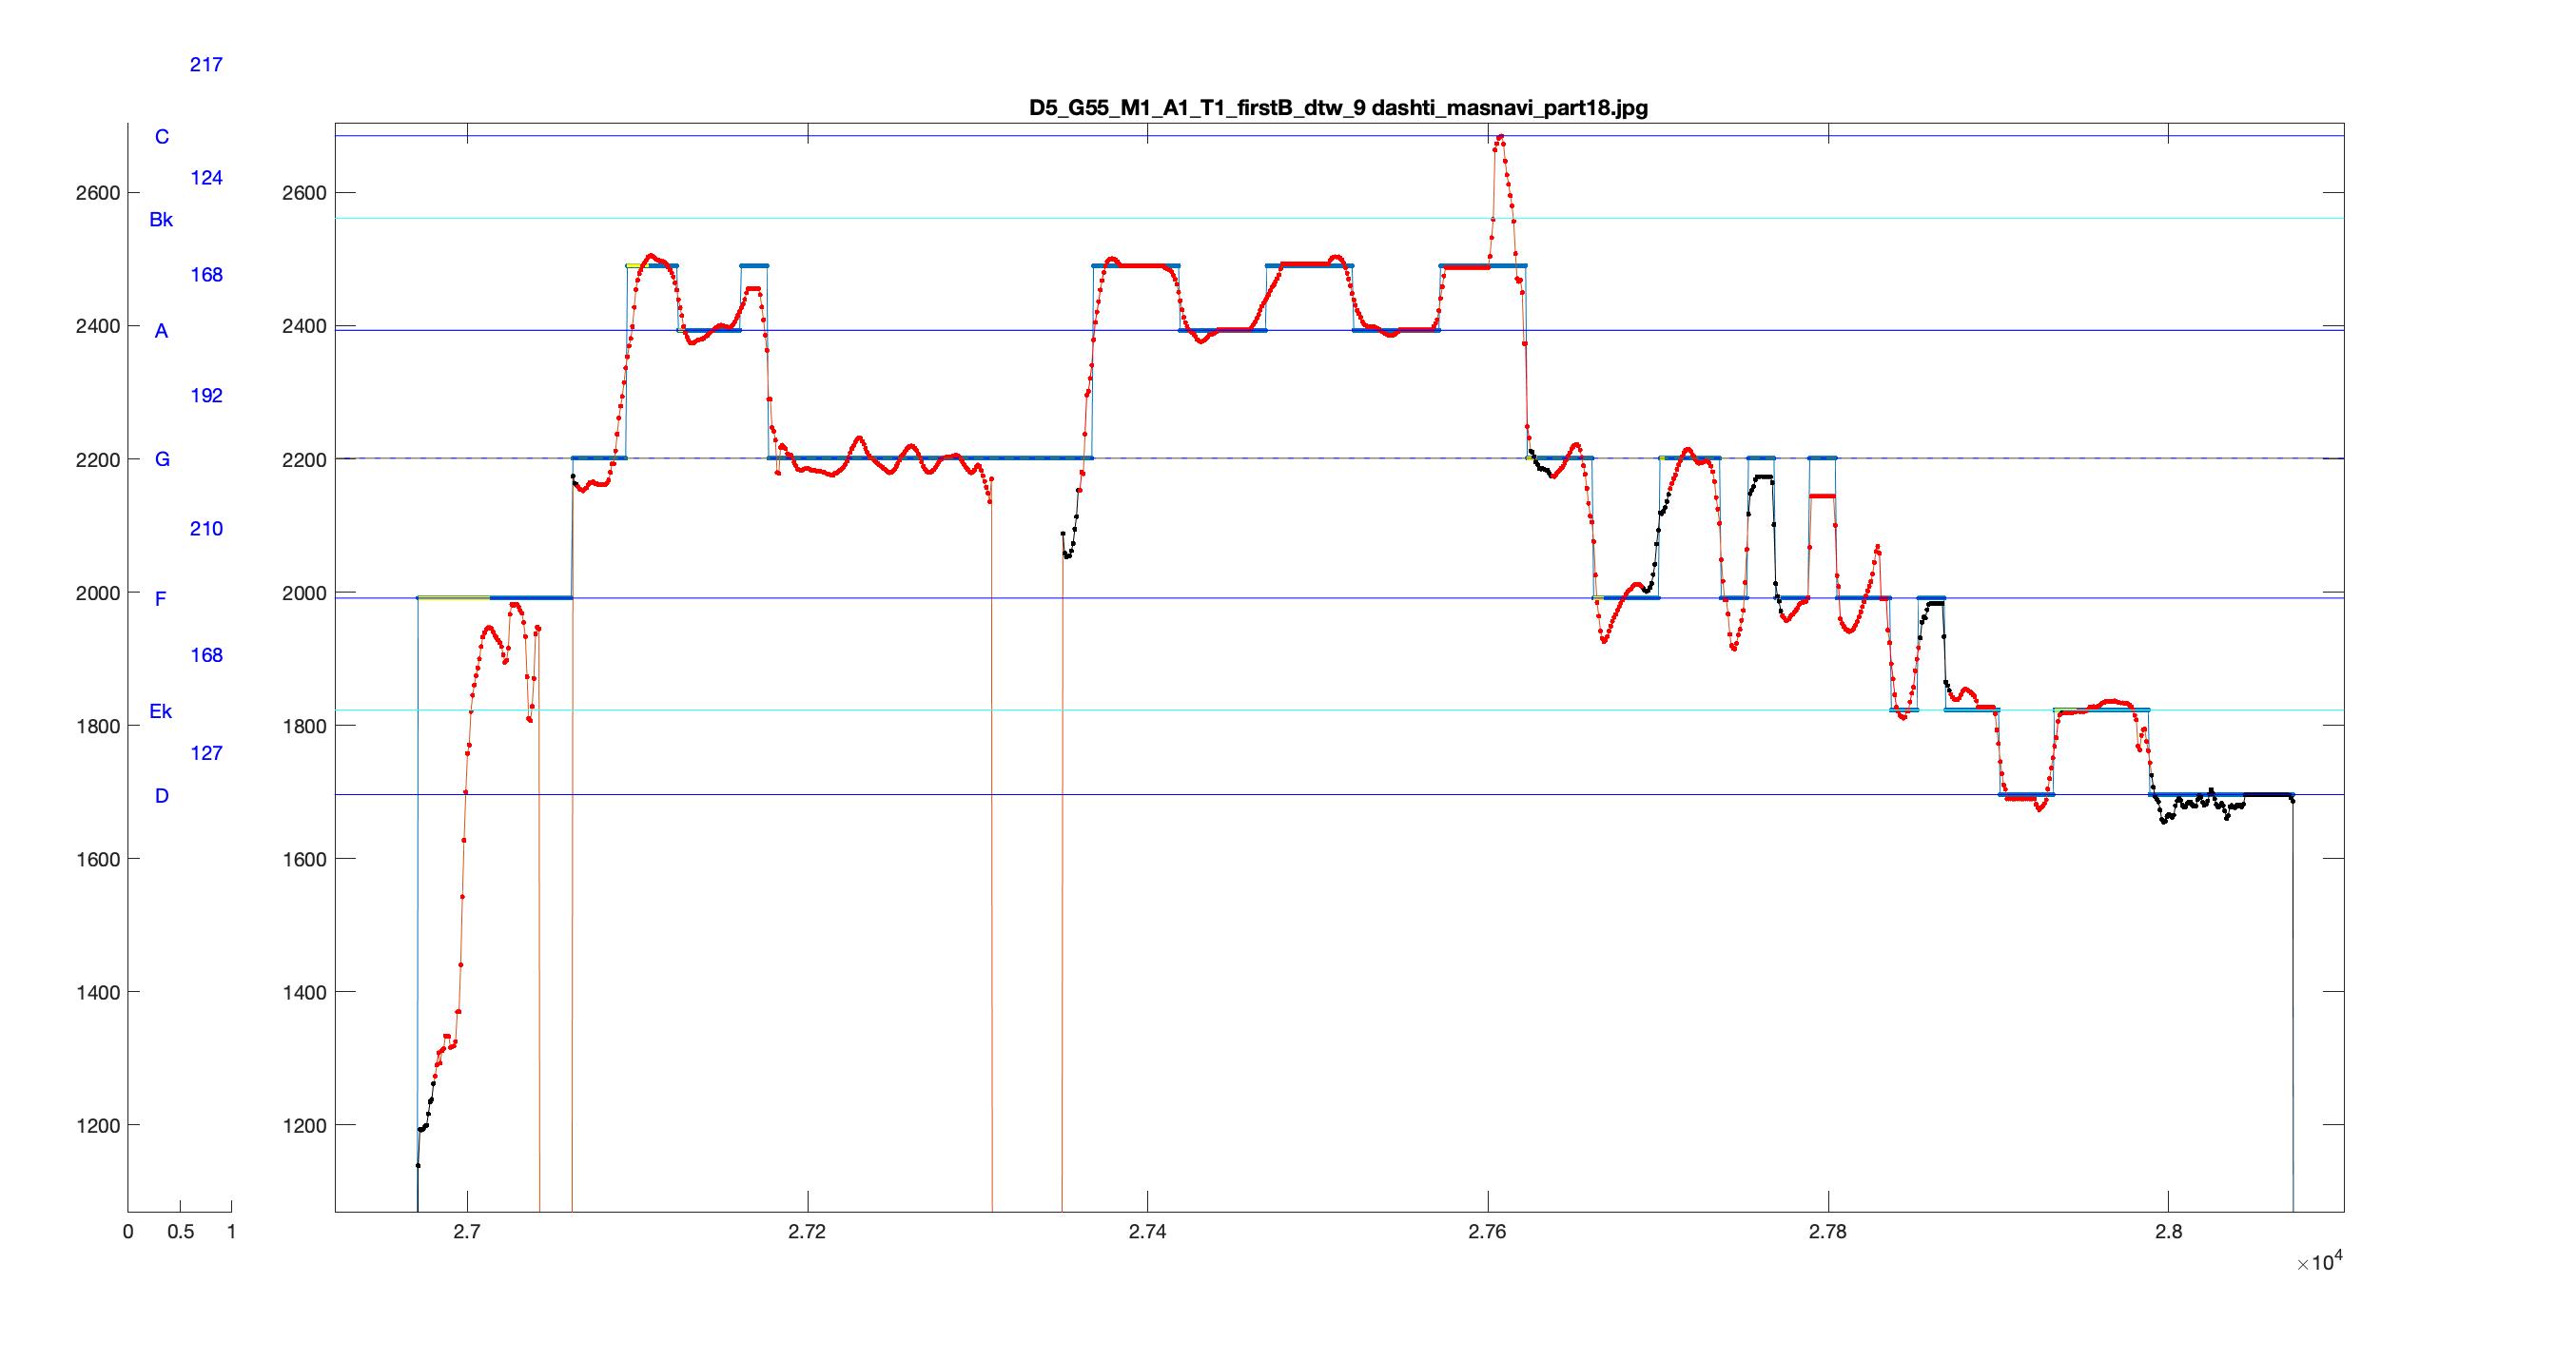 217
D5_G55_M1_A1_T1_firstB_dtw_9 dashti_masnavi_part18.jpg
C
124
2600
2600
Bk
168
2400
A
2400
192
2200
G
2200
210
2000
F
2000
168
1800
Ek
1800
127
D
1600
1600
1400
1400
1200
1200
0 0.5 1
2.7 2.72 2.74 2.76 2.78 2.8
×10⁴